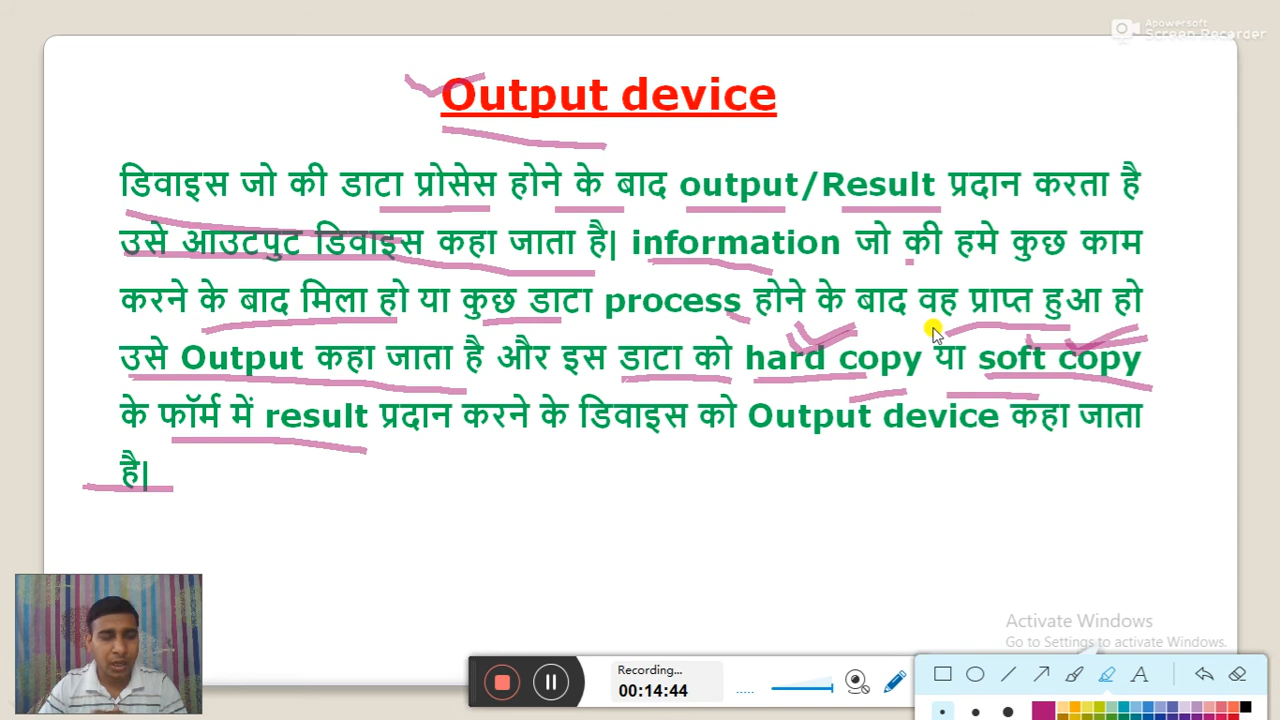 Apowersoft
Screen Recorder
Output device
डिवाइस जो की डाटा प्रोसेस होने के बाद output/Result प्रदान करता है
उसे आउटपुट डिवाइस कहा जाता है| information जो की हमे कुछ काम
करने के बाद मिला हो या कुछ डाटा process होने के बाद वह प्राप्त हुआ हो
उसे Output कहा जाता है और इस डाटा को hard copy या soft copy
के फॉर्म में result प्रदान करने के डिवाइस को Output device कहा जाता
है|
Activate Windows
Go to Settings to activate Windows.
Recording...
00:14:44
A